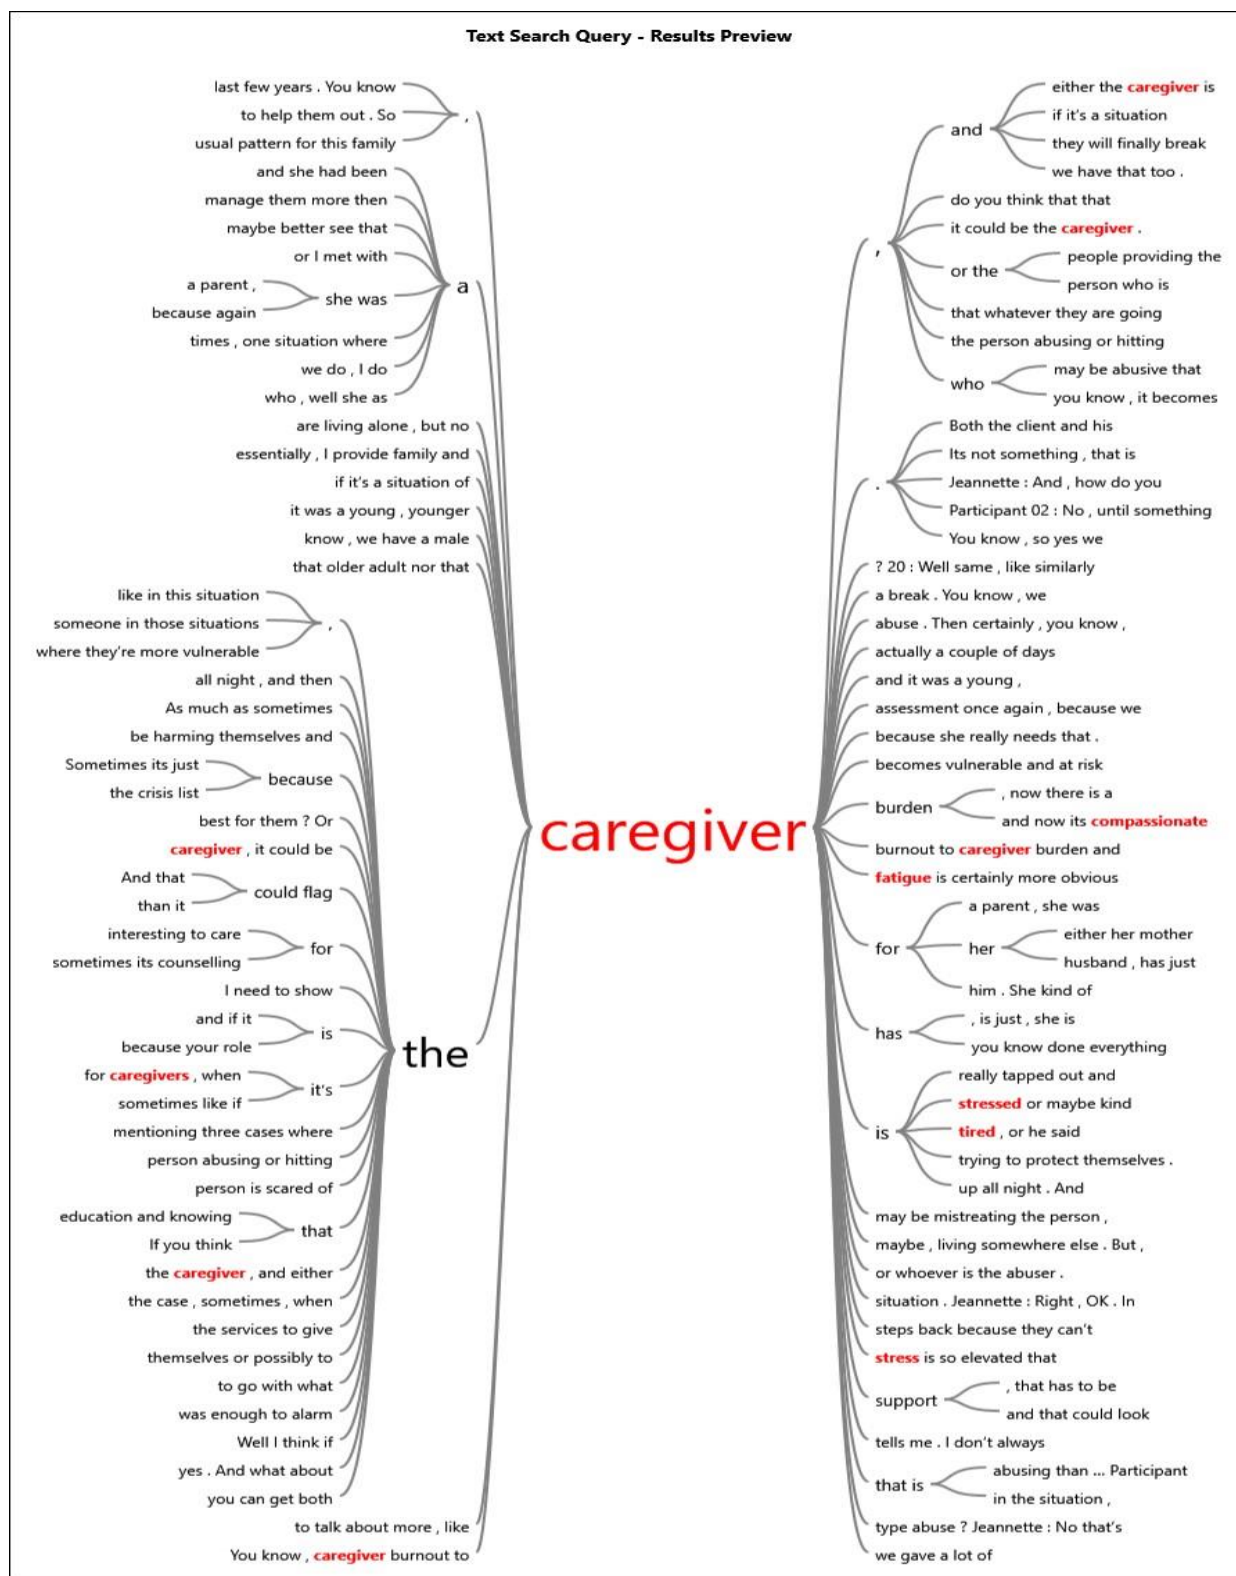 Text Search Query - Results Preview
last few years . You know
to help them out . So
usual pattern for this family
,
and she had been
manage them more then
maybe better see that
or I met with
a parent ,
because again
she was
times , one situation where
we do , I do
who , well she as
a
are living alone , but no
essentially , I provide family and
if it's a situation of
it was a young , younger
know , we have a male
that older adult nor that
like in this situation
someone in those situations
where they're more vulnerable
,
all night , and then
As much as sometimes
be harming themselves and
Sometimes its just
the crisis list
because
best for them ? Or
caregiver , it could be
And that
than it
could flag
interesting to care
sometimes its counselling
for
I need to show
and if it
because your role
is
for caregivers , when
sometimes like if
it's
mentioning three cases where
person abusing or hitting
person is scared of
education and knowing
If you think
that
the caregiver , and either
the case , sometimes , when
the services to give
themselves or possibly to
to go with what
was enough to alarm
Well I think if
yes . And what about
you can get both
the
to talk about more , like
You know , caregiver burnout to
caregiver
,
and
either the caregiver is
if it's a situation
they will finally break
we have that too .
do you think that that
it could be the caregiver .
or the
people providing the
person who is
that whatever they are going
the person abusing or hitting
who
may be abusive that
you know , it becomes
.
Both the client and his
Its not something , that is
Jeannette : And , how do you
Participant 02 : No , until something
You know , so yes we
? 20 : Well same , like similarly
a break . You know , we
abuse . Then certainly , you know ,
actually a couple of days
and it was a young ,
assessment once again , because we
because she really needs that .
becomes vulnerable and at risk
burden
, now there is a
and now its compassionate
burnout to caregiver burden and
fatigue is certainly more obvious
for
a parent , she was
her
either her mother
husband , has just
him . She kind of
has
, is just , she is
you know done everything
is
really tapped out and
stressed or maybe kind
tired , or he said
trying to protect themselves .
up all night . And
may be mistreating the person ,
maybe , living somewhere else . But ,
or whoever is the abuser .
situation . Jeannette : Right , OK . In
steps back because they can't
stress is so elevated that
support
, that has to be
and that could look
tells me . I don't always
that is
abusing than ... Participant
in the situation ,
type abuse ? Jeannette : No that's
we gave a lot of